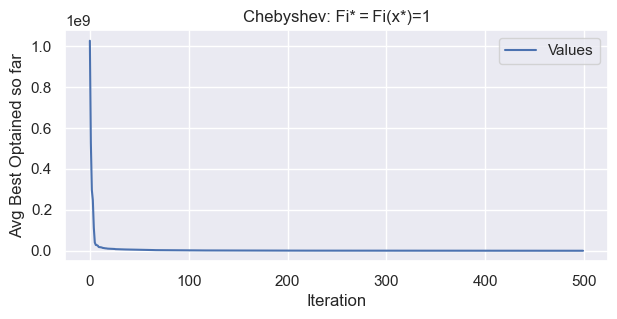 Chebyshev: Fi* = Fi(x*)=1
1e9
Values
1.0
0.8
0.6
0.4
0.2
0.0
Avg Best Optained so far
0 100 200 300 400 500
Iteration